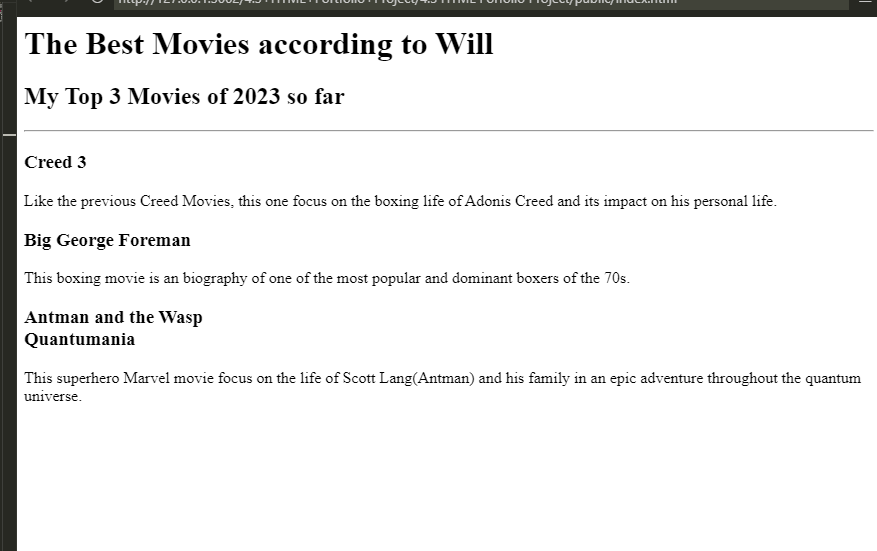 The Best Movies according to Will
My Top 3 Movies of 2023 so far
Creed 3
Like the previous Creed Movies, this one focus on the boxing life of Adonis Creed and its impact on his personal life.
Big George Foreman
This boxing movie is an biography of one of the most popular and dominant boxers of the 70s.
Antman and the Wasp
Quantumania
This superhero Marvel movie focus on the life of Scott Lang(Antman) and his family in an epic adventure throughout the quantum
universe.